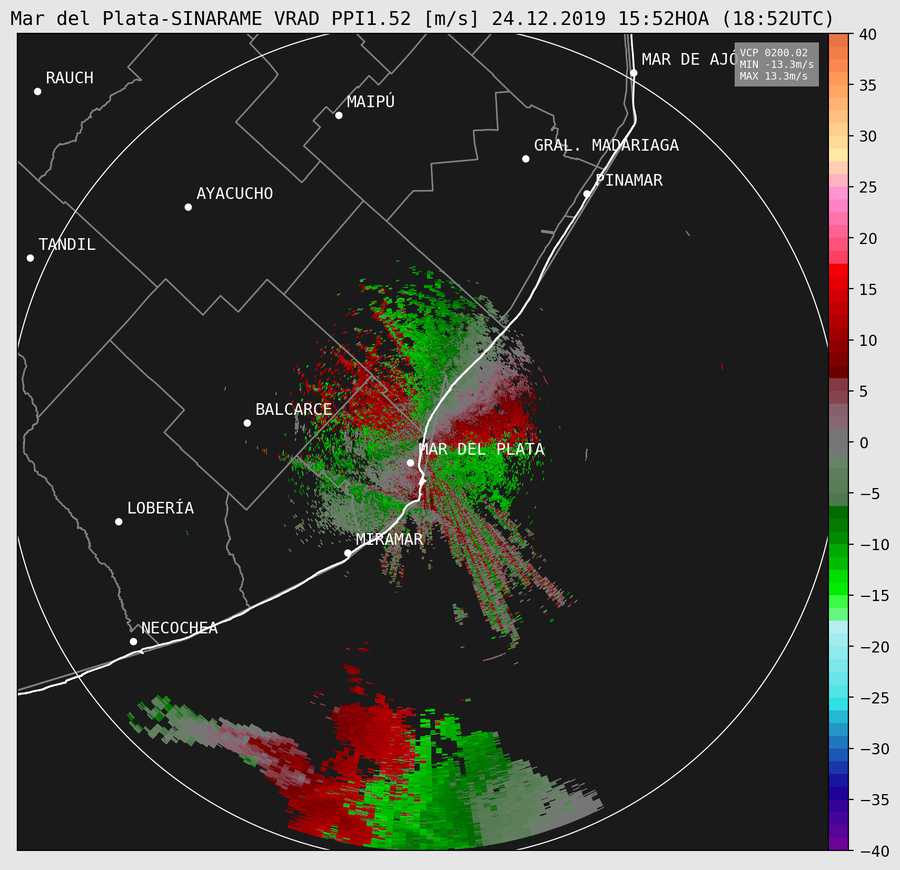 Mar del Plata-SINARAME VRAD PPI1.52 [m/s] 24.12.2019 15:52HOA (18:52UTC)
VCP 0200.02
MIN -13.3m/s
MAX 13.3m/s
MAR DE AJÓ
RAUCH
MAIPÚ
GRAL. MADARIAGA
PINAMAR
AYACUCHO
TANDIL
BALCARCE
MAR DEL PLATA
LOBERÍA
MIRAMAR
NECOCHEA
40
35
30
25
20
15
10
5
0
−5
−10
−15
−20
−25
−30
−35
−40